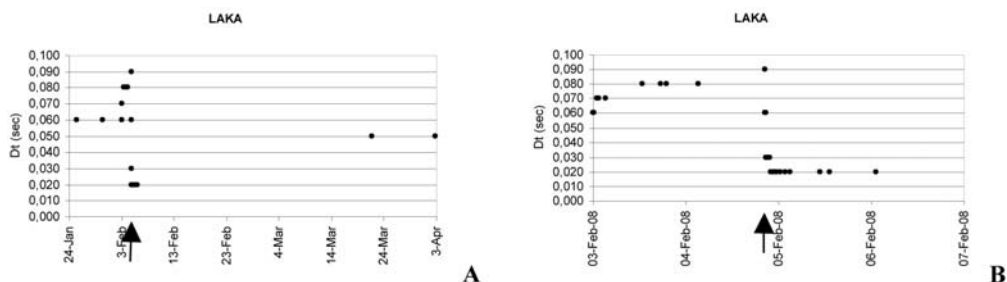 LAKA
0,100
0,090
0,080
0,070
0,060
0,050
0,040
0,030
0,020
0,010
0,000
Dt (sec)
24-Jan
3-Feb
13-Feb
23-Feb
4-Mar
14-Mar
24-Mar
3-Apr
A
LAKA
0,100
0,090
0,080
0,070
0,060
0,050
0,040
0,030
0,020
0,010
0,000
Dt (sec)
03-Feb-08
04-Feb-08
05-Feb-08
06-Feb-08
07-Feb-08
B